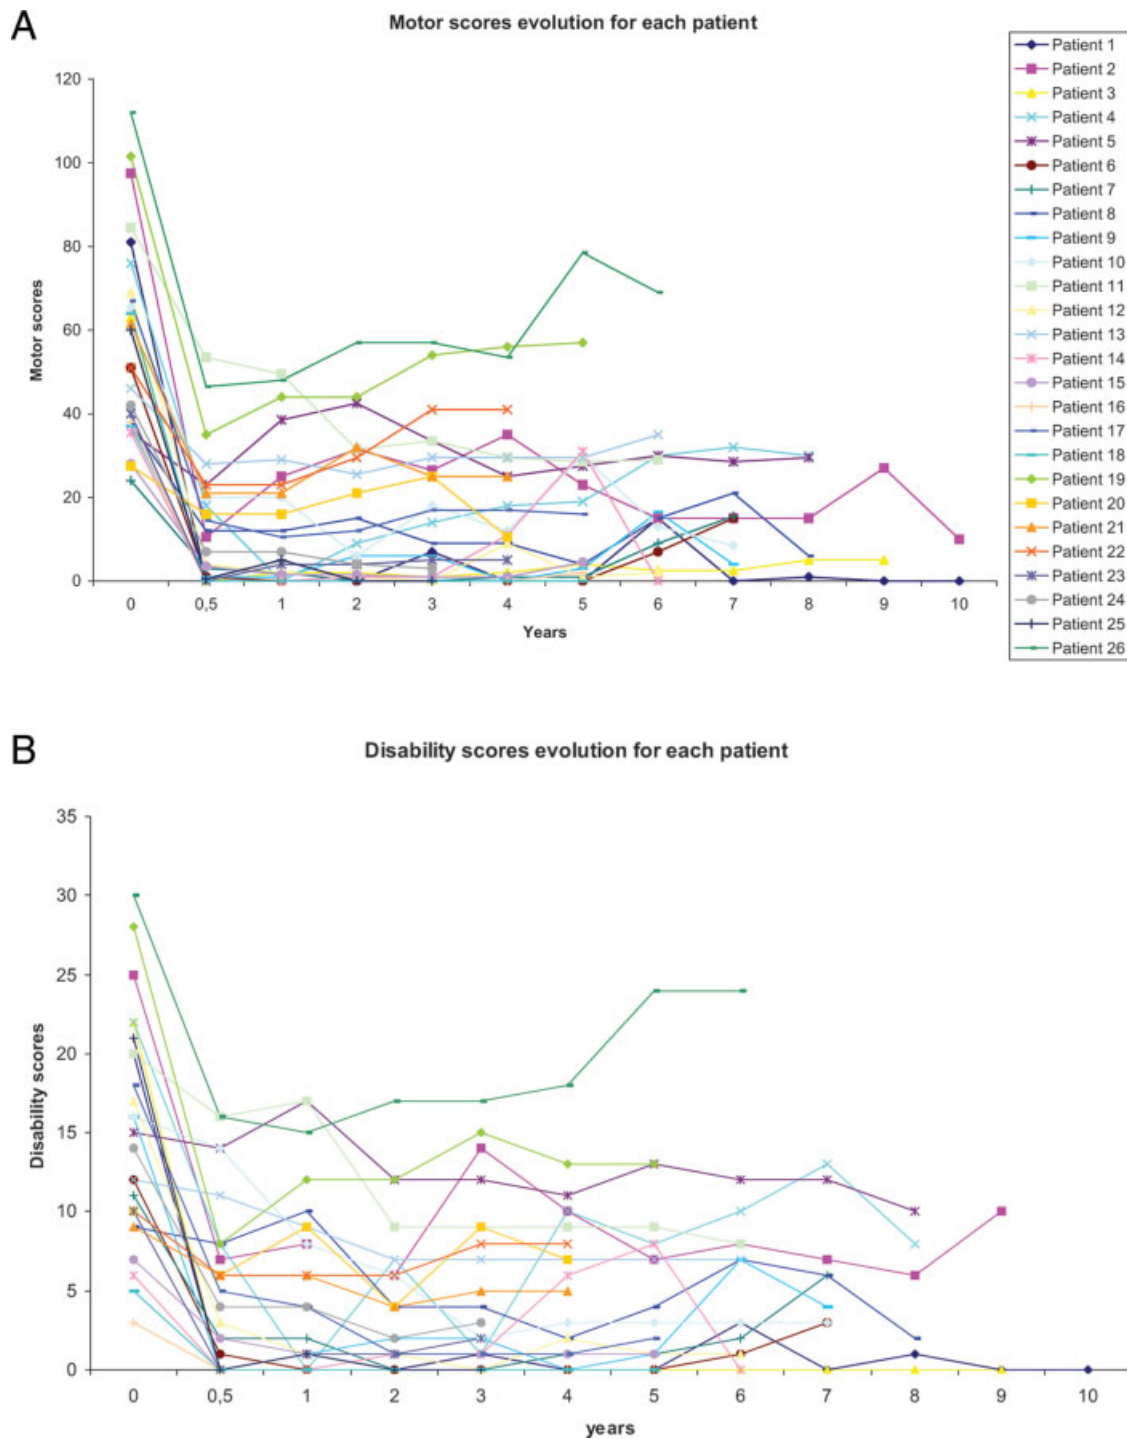 A
Motor scores evolution for each patient
Motor scores
120
100
80
60
40
20
0
0 0,5 1 2 3 4 5 6 7 8 9 10
Years
Patient 1
Patient 2
Patient 3
Patient 4
Patient 5
Patient 6
Patient 7
Patient 8
Patient 9
Patient 10
Patient 11
Patient 12
Patient 13
Patient 14
Patient 15
Patient 16
Patient 17
Patient 18
Patient 19
Patient 20
Patient 21
Patient 22
Patient 23
Patient 24
Patient 25
Patient 26
B
Disability scores evolution for each patient
Disability scores
35
30
25
20
15
10
5
0
0 0,5 1 2 3 4 5 6 7 8 9 10
years